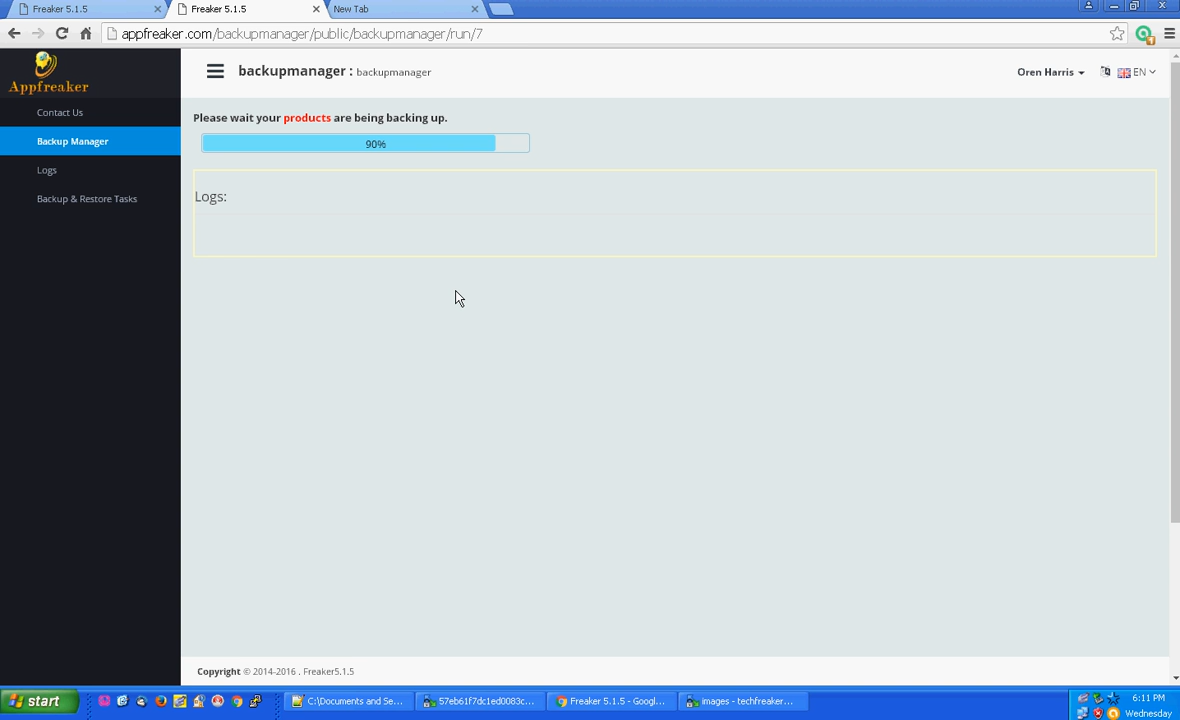 Freaker 5.1.5
Freaker 5.1.5
New Tab
appfreaker.com/backupmanager/public/backupmanager/run/7
Appfreaker
backupmanager : backupmanager
Oren Harris
EN
Contact Us
Backup Manager
Logs
Backup & Restore Tasks
Please wait your products are being backing up.
90%
Logs:
Copyright © 2014-2016 . Freaker5.1.5
start
C:\Documents and Se...
57eb61f7dc1ed0083c...
Freaker 5.1.5 - Googl...
images - techfreaker...
6:11 PM
Wednesday